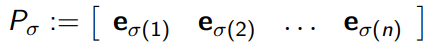 P_σ := [ e_σ(1) e_σ(2) ... e_σ(n) ]